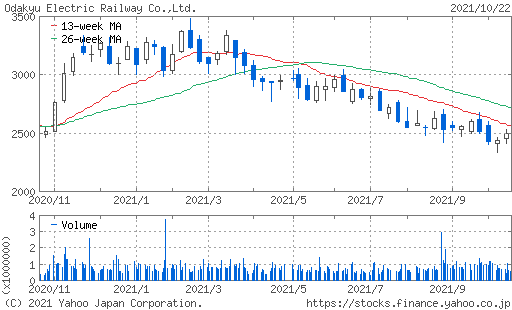 Odakyu Electric Railway Co.,Ltd. 2021/10/22
3500
13-week MA
26-week MA
3000
2500
2000
2020/11 2021/1 2021/3 2021/5 2021/7 2021/9
4
Volume
3
2
1
0
(x1000000)
2020/11 2021/1 2021/3 2021/5 2021/7 2021/9
(C) 2021 Yahoo Japan Corporation. https://stocks.finance.yahoo.co.jp/